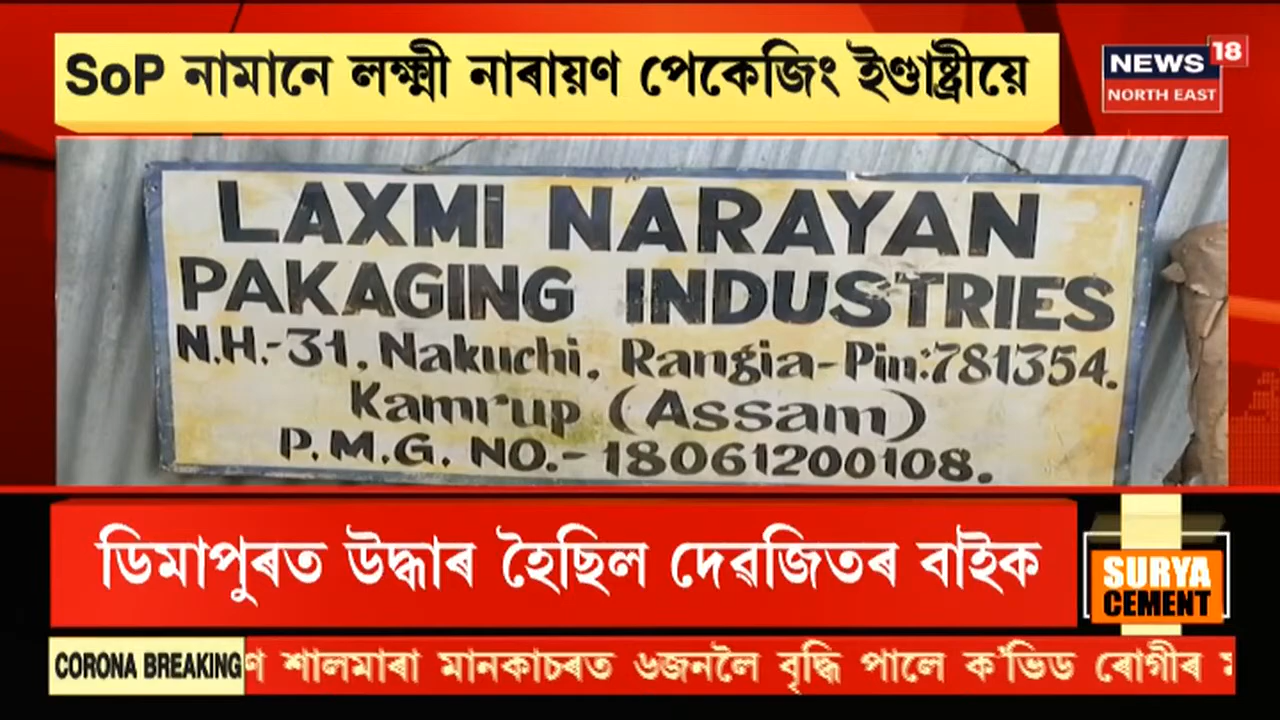 SoP নামানে লক্ষ্মী নাৰায়ণ পেকেজিং ইণ্ডাষ্ট্ৰীয়ে
NEWS 18
NORTH EAST
LAXMI NARAYAN
PAKAGING INDUSTRIES
N.H.-31, Nakuchi, Rangia-Pin:781354.
Kamrup (Assam)
P.M.G. NO.- 18061200108.
ডিমাপুৰত উদ্ধাৰ হৈছিল দেৱজিতৰ বাইক
SURYA
CEMENT
CORONA BREAKING
শালমাৰা মানকাচৰত ৬জনলৈ বৃদ্ধি পালে ক'ভিড ৰোগীৰ